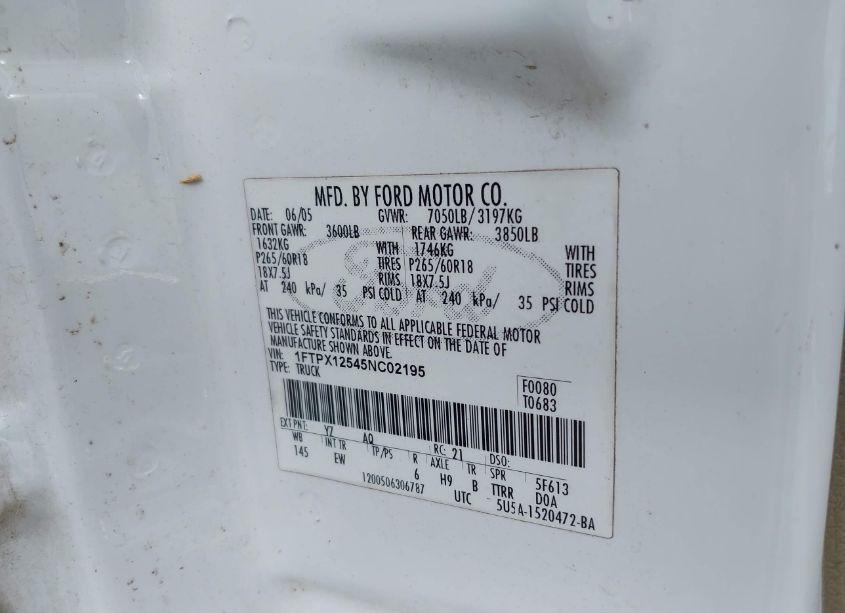 MFD. BY FORD MOTOR CO.
DATE: 06/05 GVWR: 7050LB/3197KG
FRONT GAWR: 3600LB REAR GAWR: 3850LB
1632KG WITH 1746KG WITH
P265/60R18 TIRES P265/60R18 TIRES
18X7.5J RIMS 18X7.5J RIMS
AT 240 kPa/ 35 PSI COLD AT 240 kPa/ 35 PSI COLD
Ford
THIS VEHICLE CONFORMS TO ALL APPLICABLE FEDERAL MOTOR
VEHICLE SAFETY STANDARDS IN EFFECT ON THE DATE OF
MANUFACTURE SHOWN ABOVE.
VIN: 1FTPX12545NC02195
TYPE: TRUCK
F0080
T0683
EXT PNT: YZ AQ RC: 21 DSO:
WB INT TR TP/PS R AXLE TR SPR 5F613
145 EW 6 H9 B TTRR DOA
1200506306787 UTC 5U5A-1520472-BA